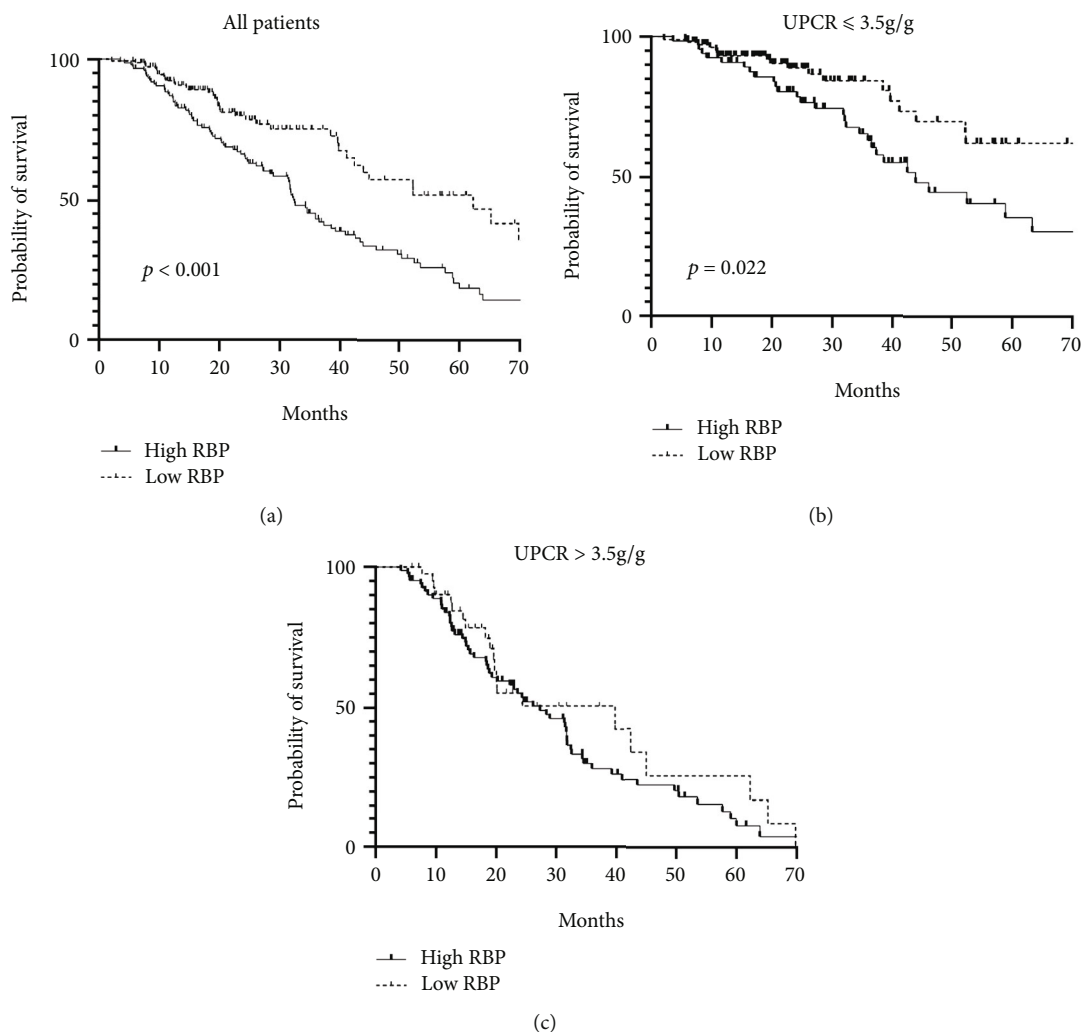 All patients
100
50
0
Probability of survival
p < 0.001
0 10 20 30 40 50 60 70
Months
High RBP
Low RBP
(a)
UPCR ⩽ 3.5g/g
100
50
0
Probability of survival
p = 0.022
0 10 20 30 40 50 60 70
Months
High RBP
Low RBP
(b)
UPCR > 3.5g/g
100
50
0
Probability of survival
0 10 20 30 40 50 60 70
Months
High RBP
Low RBP
(c)